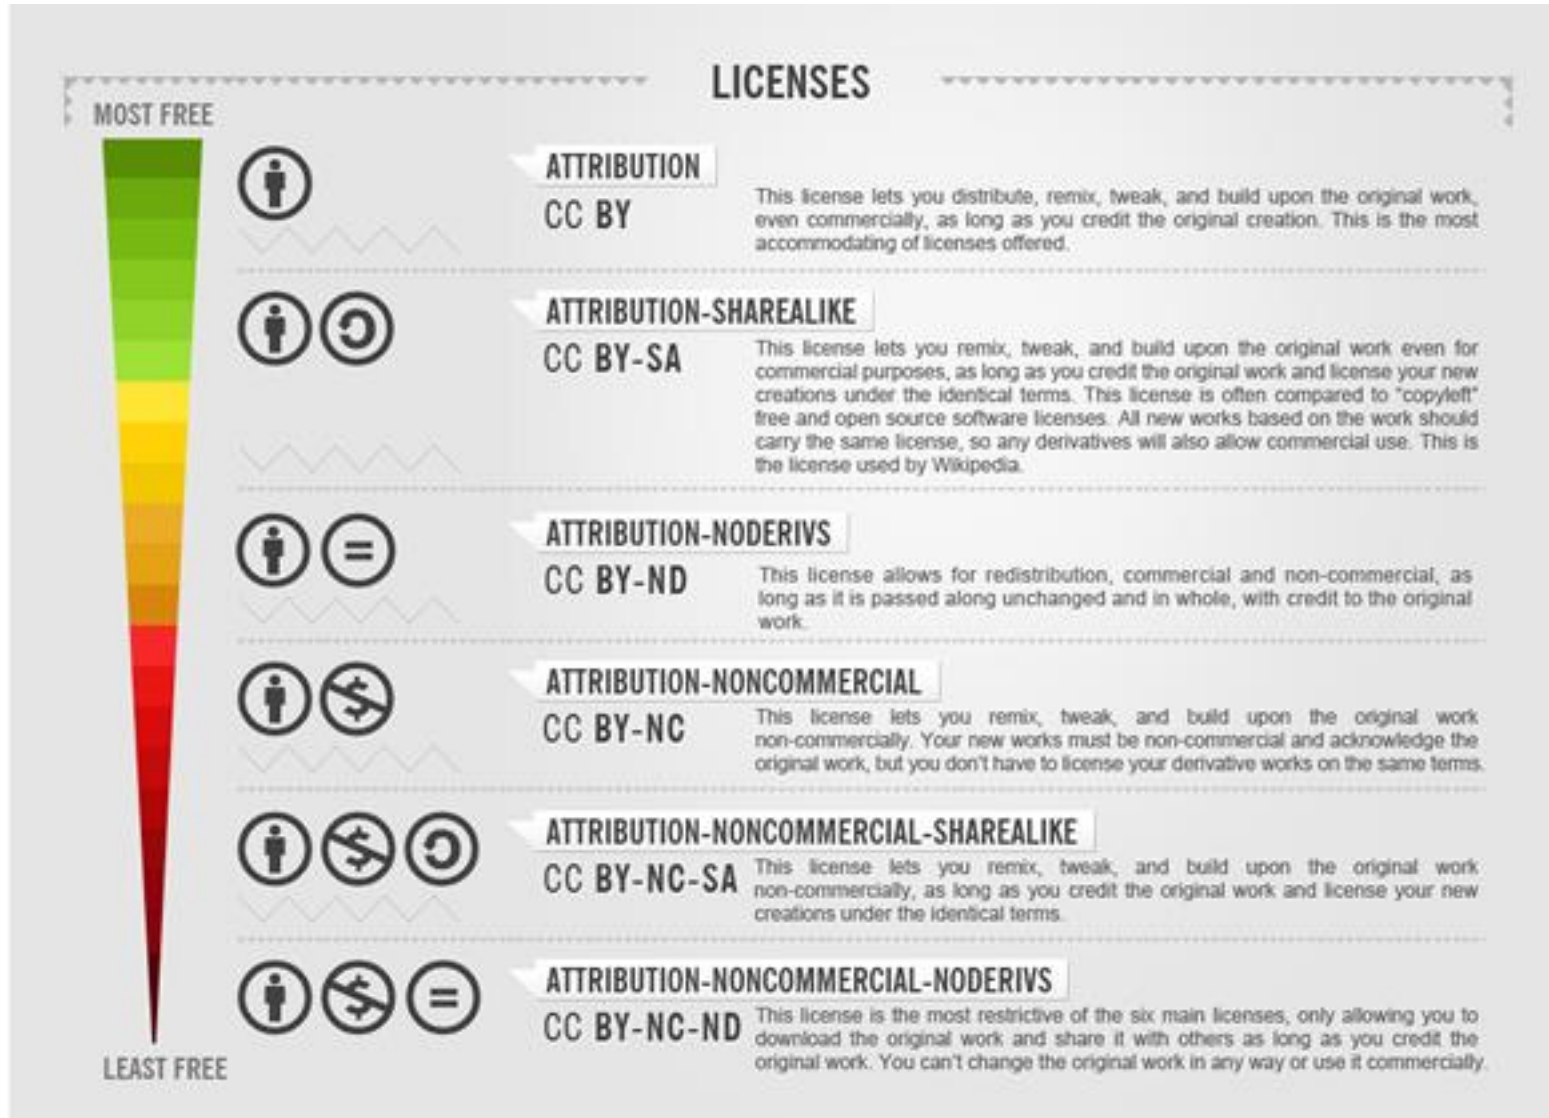 LICENSES
MOST FREE
ATTRIBUTION
CC BY
This license lets you distribute, remix, tweak, and build upon the original work,
even commercially, as long as you credit the original creation. This is the most
accommodating of licenses offered.
ATTRIBUTION-SHAREALIKE
CC BY-SA
This license lets you remix, tweak, and build upon the original work even for
commercial purposes, as long as you credit the original work and license your new
creations under the identical terms. This license is often compared to "copyleft"
free and open source software licenses. All new works based on the work should
carry the same license, so any derivatives will also allow commercial use. This is
the license used by Wikipedia.
ATTRIBUTION-NODERIVS
CC BY-ND
This license allows for redistribution, commercial and non-commercial, as
long as it is passed along unchanged and in whole, with credit to the original
work.
ATTRIBUTION-NONCOMMERCIAL
CC BY-NC
This license lets you remix, tweak, and build upon the original work
non-commercially. Your new works must be non-commercial and acknowledge the
original work, but you don't have to license your derivative works on the same terms.
ATTRIBUTION-NONCOMMERCIAL-SHAREALIKE
CC BY-NC-SA
This license lets you remix, tweak, and build upon the original work
non-commercially, as long as you credit the original work and license your new
creations under the identical terms.
ATTRIBUTION-NONCOMMERCIAL-NODERIVS
CC BY-NC-ND
This license is the most restrictive of the six main licenses, only allowing you to
download the original work and share it with others as long as you credit the
original work. You can't change the original work in any way or use it commercially.
LEAST FREE